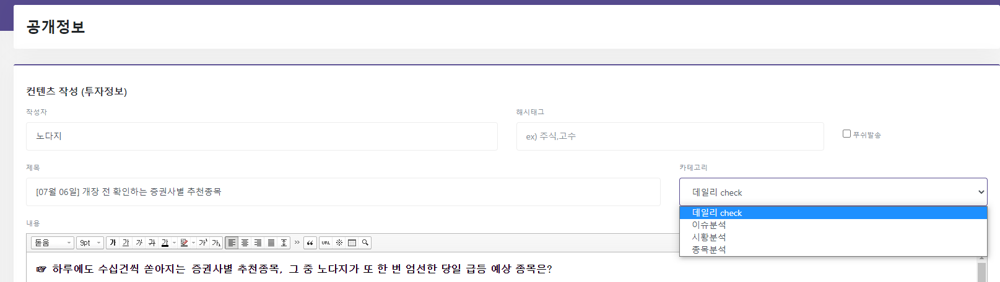 공개정보
컨텐츠 작성 (투자정보)
작성자
해시태그
노다지
ex) 주식,고수
푸쉬발송
제목
카테고리
[07월 06일] 개장 전 확인하는 증권사별 추천종목
데일리 check
데일리 check
이슈분석
시황분석
종목분석
내용
돋움 9pt 가 가 가 가 가 가² 가₁ » URL
☞ 하루에도 수십건씩 쏟아지는 증권사별 추천종목, 그 중 노다지가 또 한 번 엄선한 당일 급등 예상 종목은?